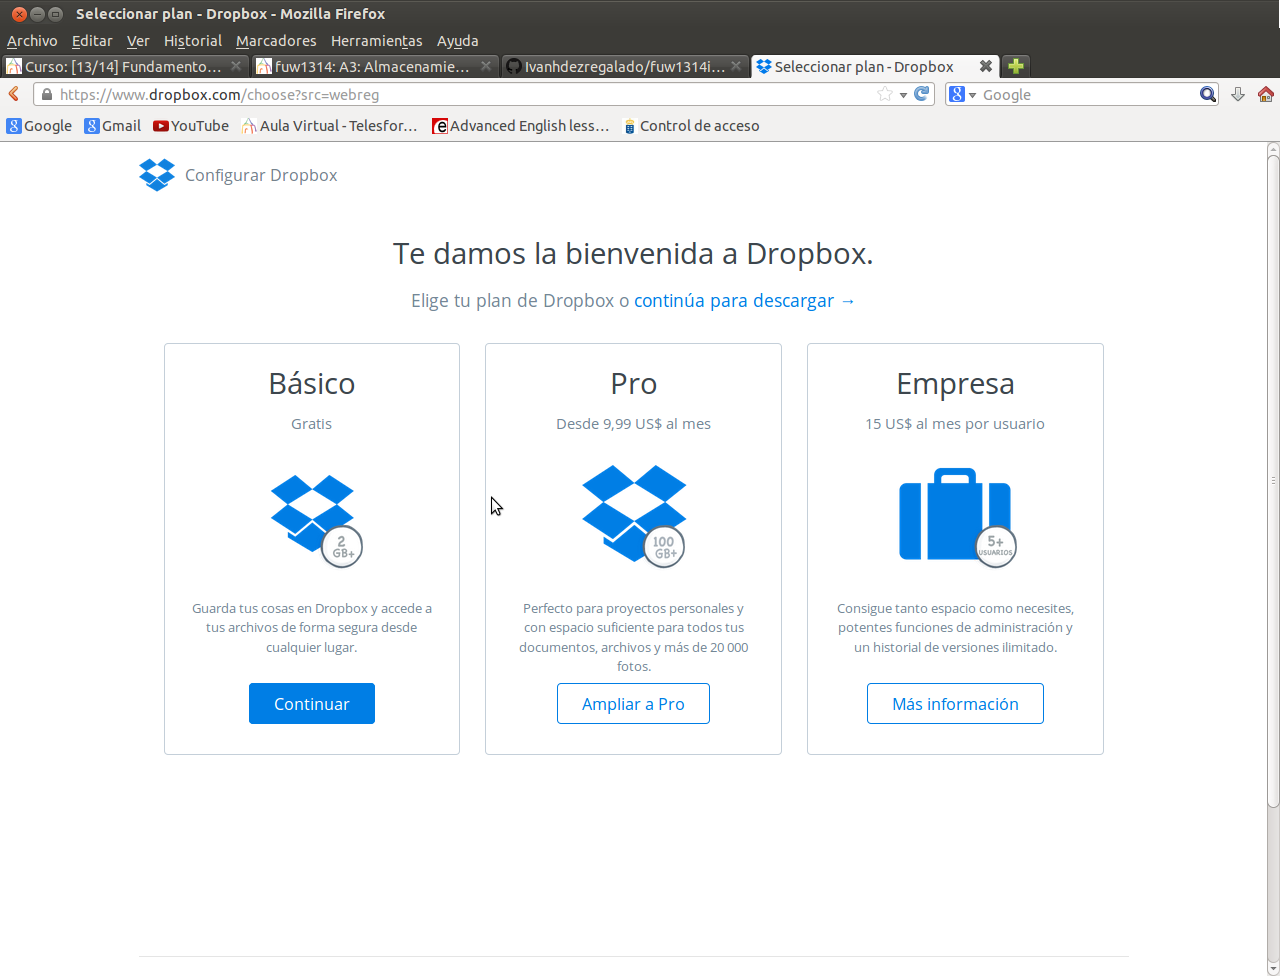 Seleccionar plan - Dropbox - Mozilla Firefox
Archivo Editar Ver Historial Marcadores Herramientas Ayuda
Curso: [13/14] Fundamento... fuw1314: A3: Almacenamie... Ivanhdezregalado/fuw1314i... Seleccionar plan - Dropbox
https://www.dropbox.com/choose?src=webreg Google
Google Gmail YouTube Aula Virtual - Telesfor... Advanced English less... Control de acceso
Configurar Dropbox
Te damos la bienvenida a Dropbox.
Elige tu plan de Dropbox o continúa para descargar →
Básico
Gratis
2
GB+
Guarda tus cosas en Dropbox y accede a
tus archivos de forma segura desde
cualquier lugar.
Continuar
Pro
Desde 9,99 US$ al mes
100
GB+
Perfecto para proyectos personales y
con espacio suficiente para todos tus
documentos, archivos y más de 20 000
fotos.
Ampliar a Pro
Empresa
15 US$ al mes por usuario
5+
USUARIOS
Consigue tanto espacio como necesites,
potentes funciones de administración y
un historial de versiones ilimitado.
Más información